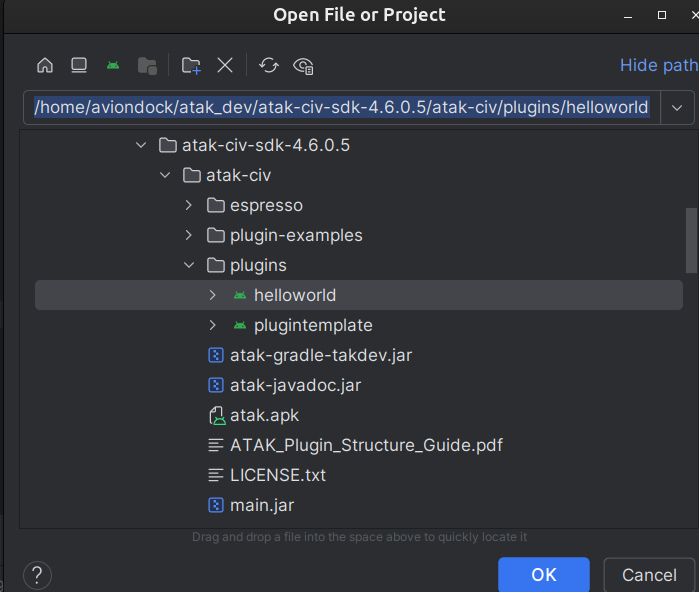 Open File or Project
Hide path
/home/aviondock/atak_dev/atak-civ-sdk-4.6.0.5/atak-civ/plugins/helloworld
atak-civ-sdk-4.6.0.5
atak-civ
espresso
plugin-examples
plugins
helloworld
plugintemplate
atak-gradle-takdev.jar
atak-javadoc.jar
atak.apk
ATAK_Plugin_Structure_Guide.pdf
LICENSE.txt
main.jar
Drag and drop a file into the space above to quickly locate it
? OK Cancel